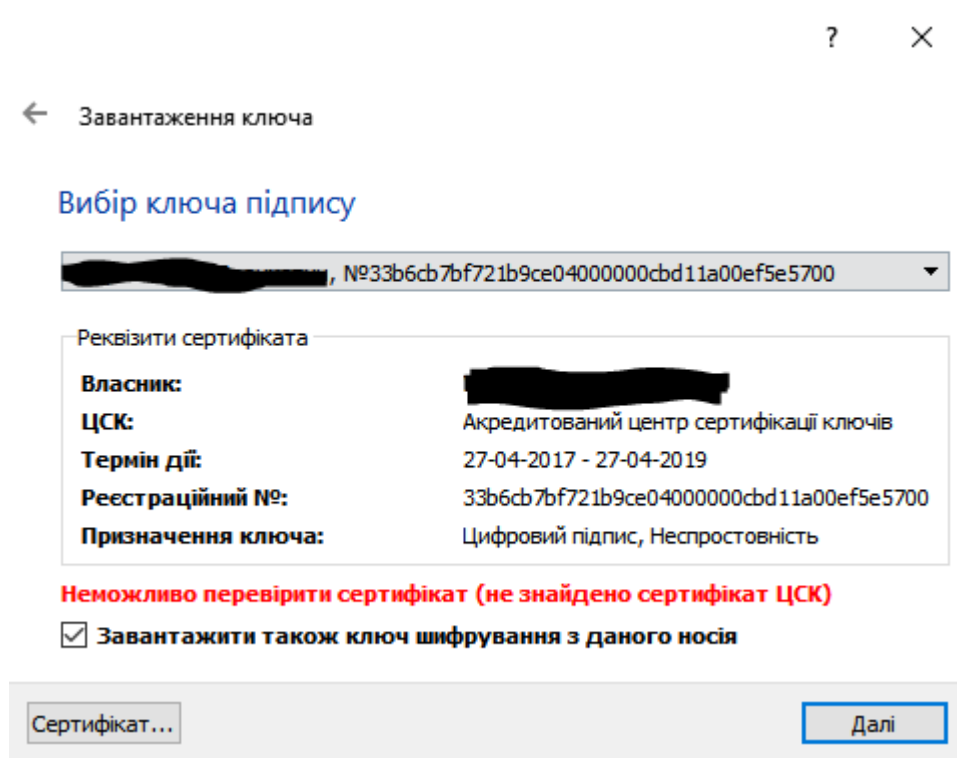 ?
Завантаження ключа
Вибір ключа підпису
, №33b6cb7bf721b9ce04000000cbd11a00ef5e5700
Реквізити сертифіката
Власник:
ЦСК: Акредитований центр сертифікації ключів
Термін дії: 27-04-2017 - 27-04-2019
Реєстраційний №: 33b6cb7bf721b9ce04000000cbd11a00ef5e5700
Призначення ключа: Цифровий підпис, Неспростовність
Неможливо перевірити сертифікат (не знайдено сертифікат ЦСК)
Завантажити також ключ шифрування з даного носія
Сертифікат... Далі